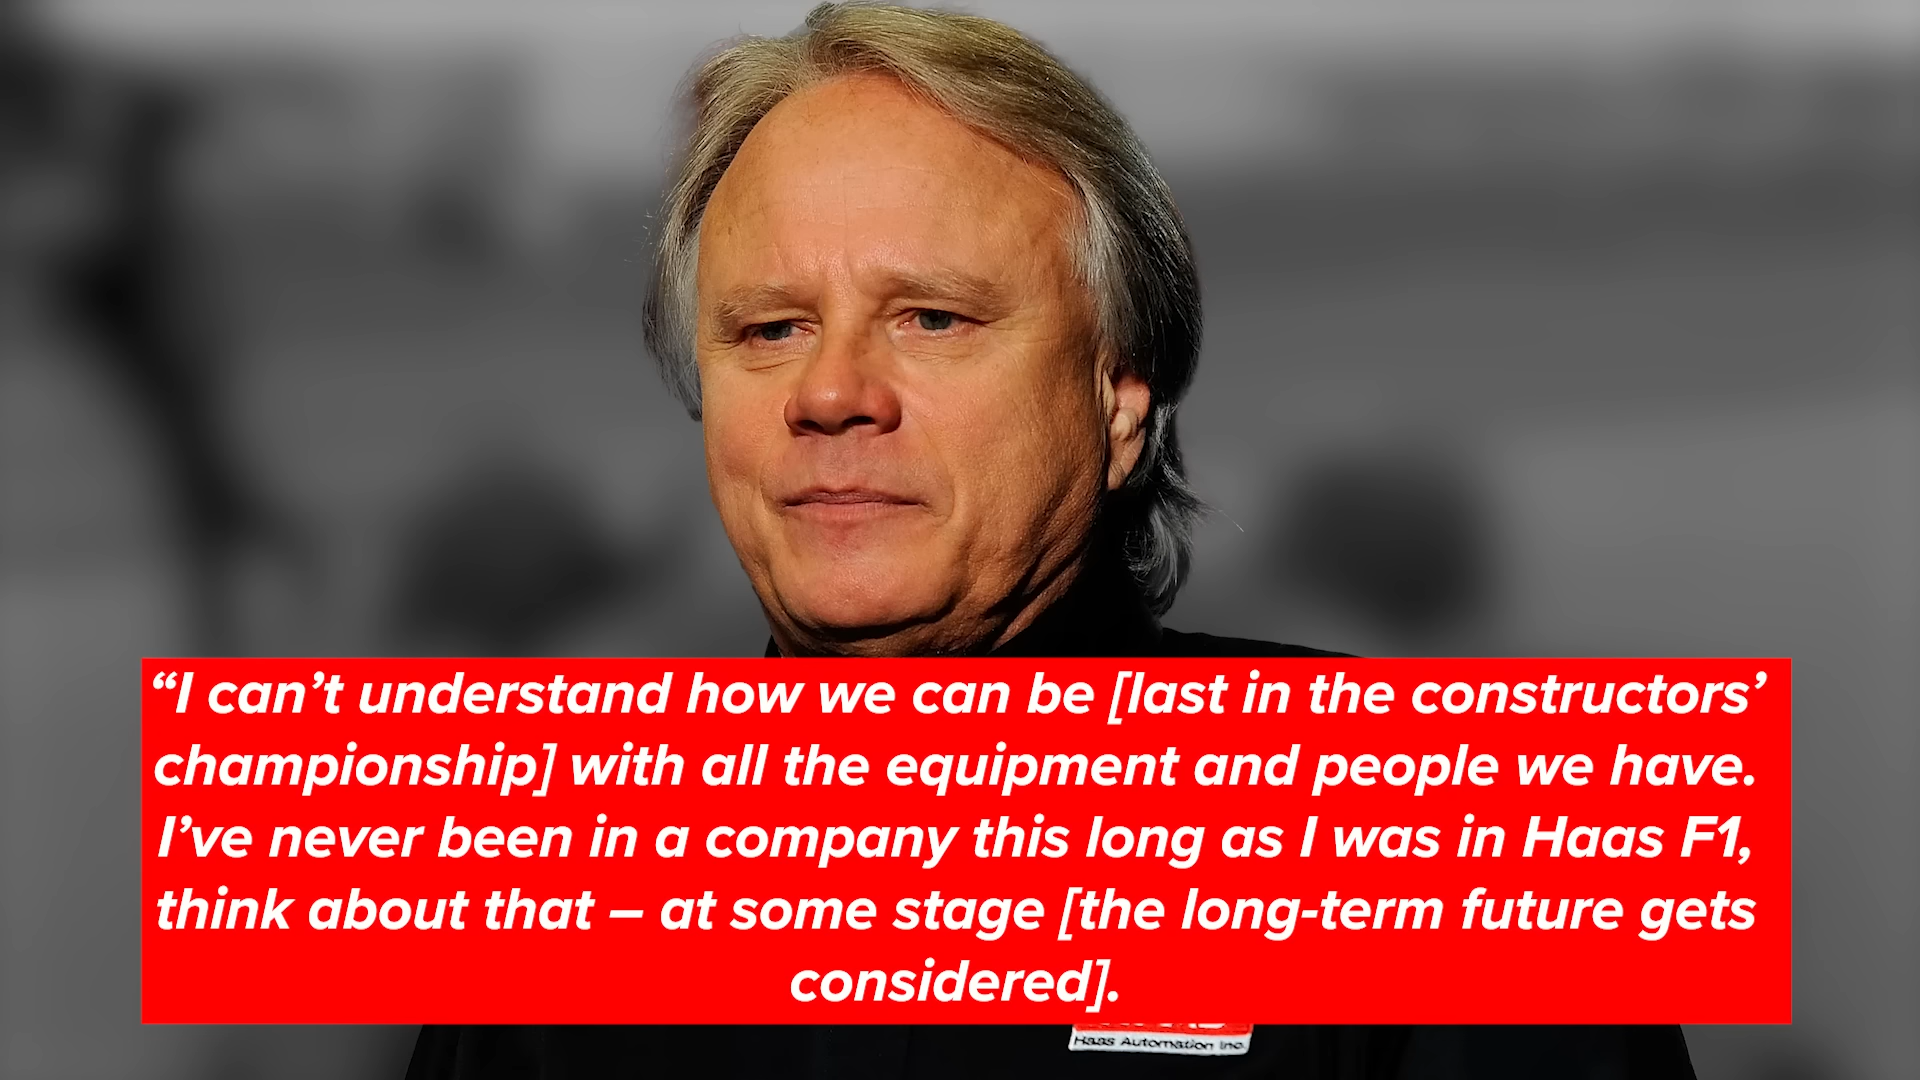 “I can’t understand how we can be [last in the constructors’
championship] with all the equipment and people we have.
I’ve never been in a company this long as I was in Haas F1,
think about that – at some stage [the long-term future gets
considered].
Haas Automation Inc.